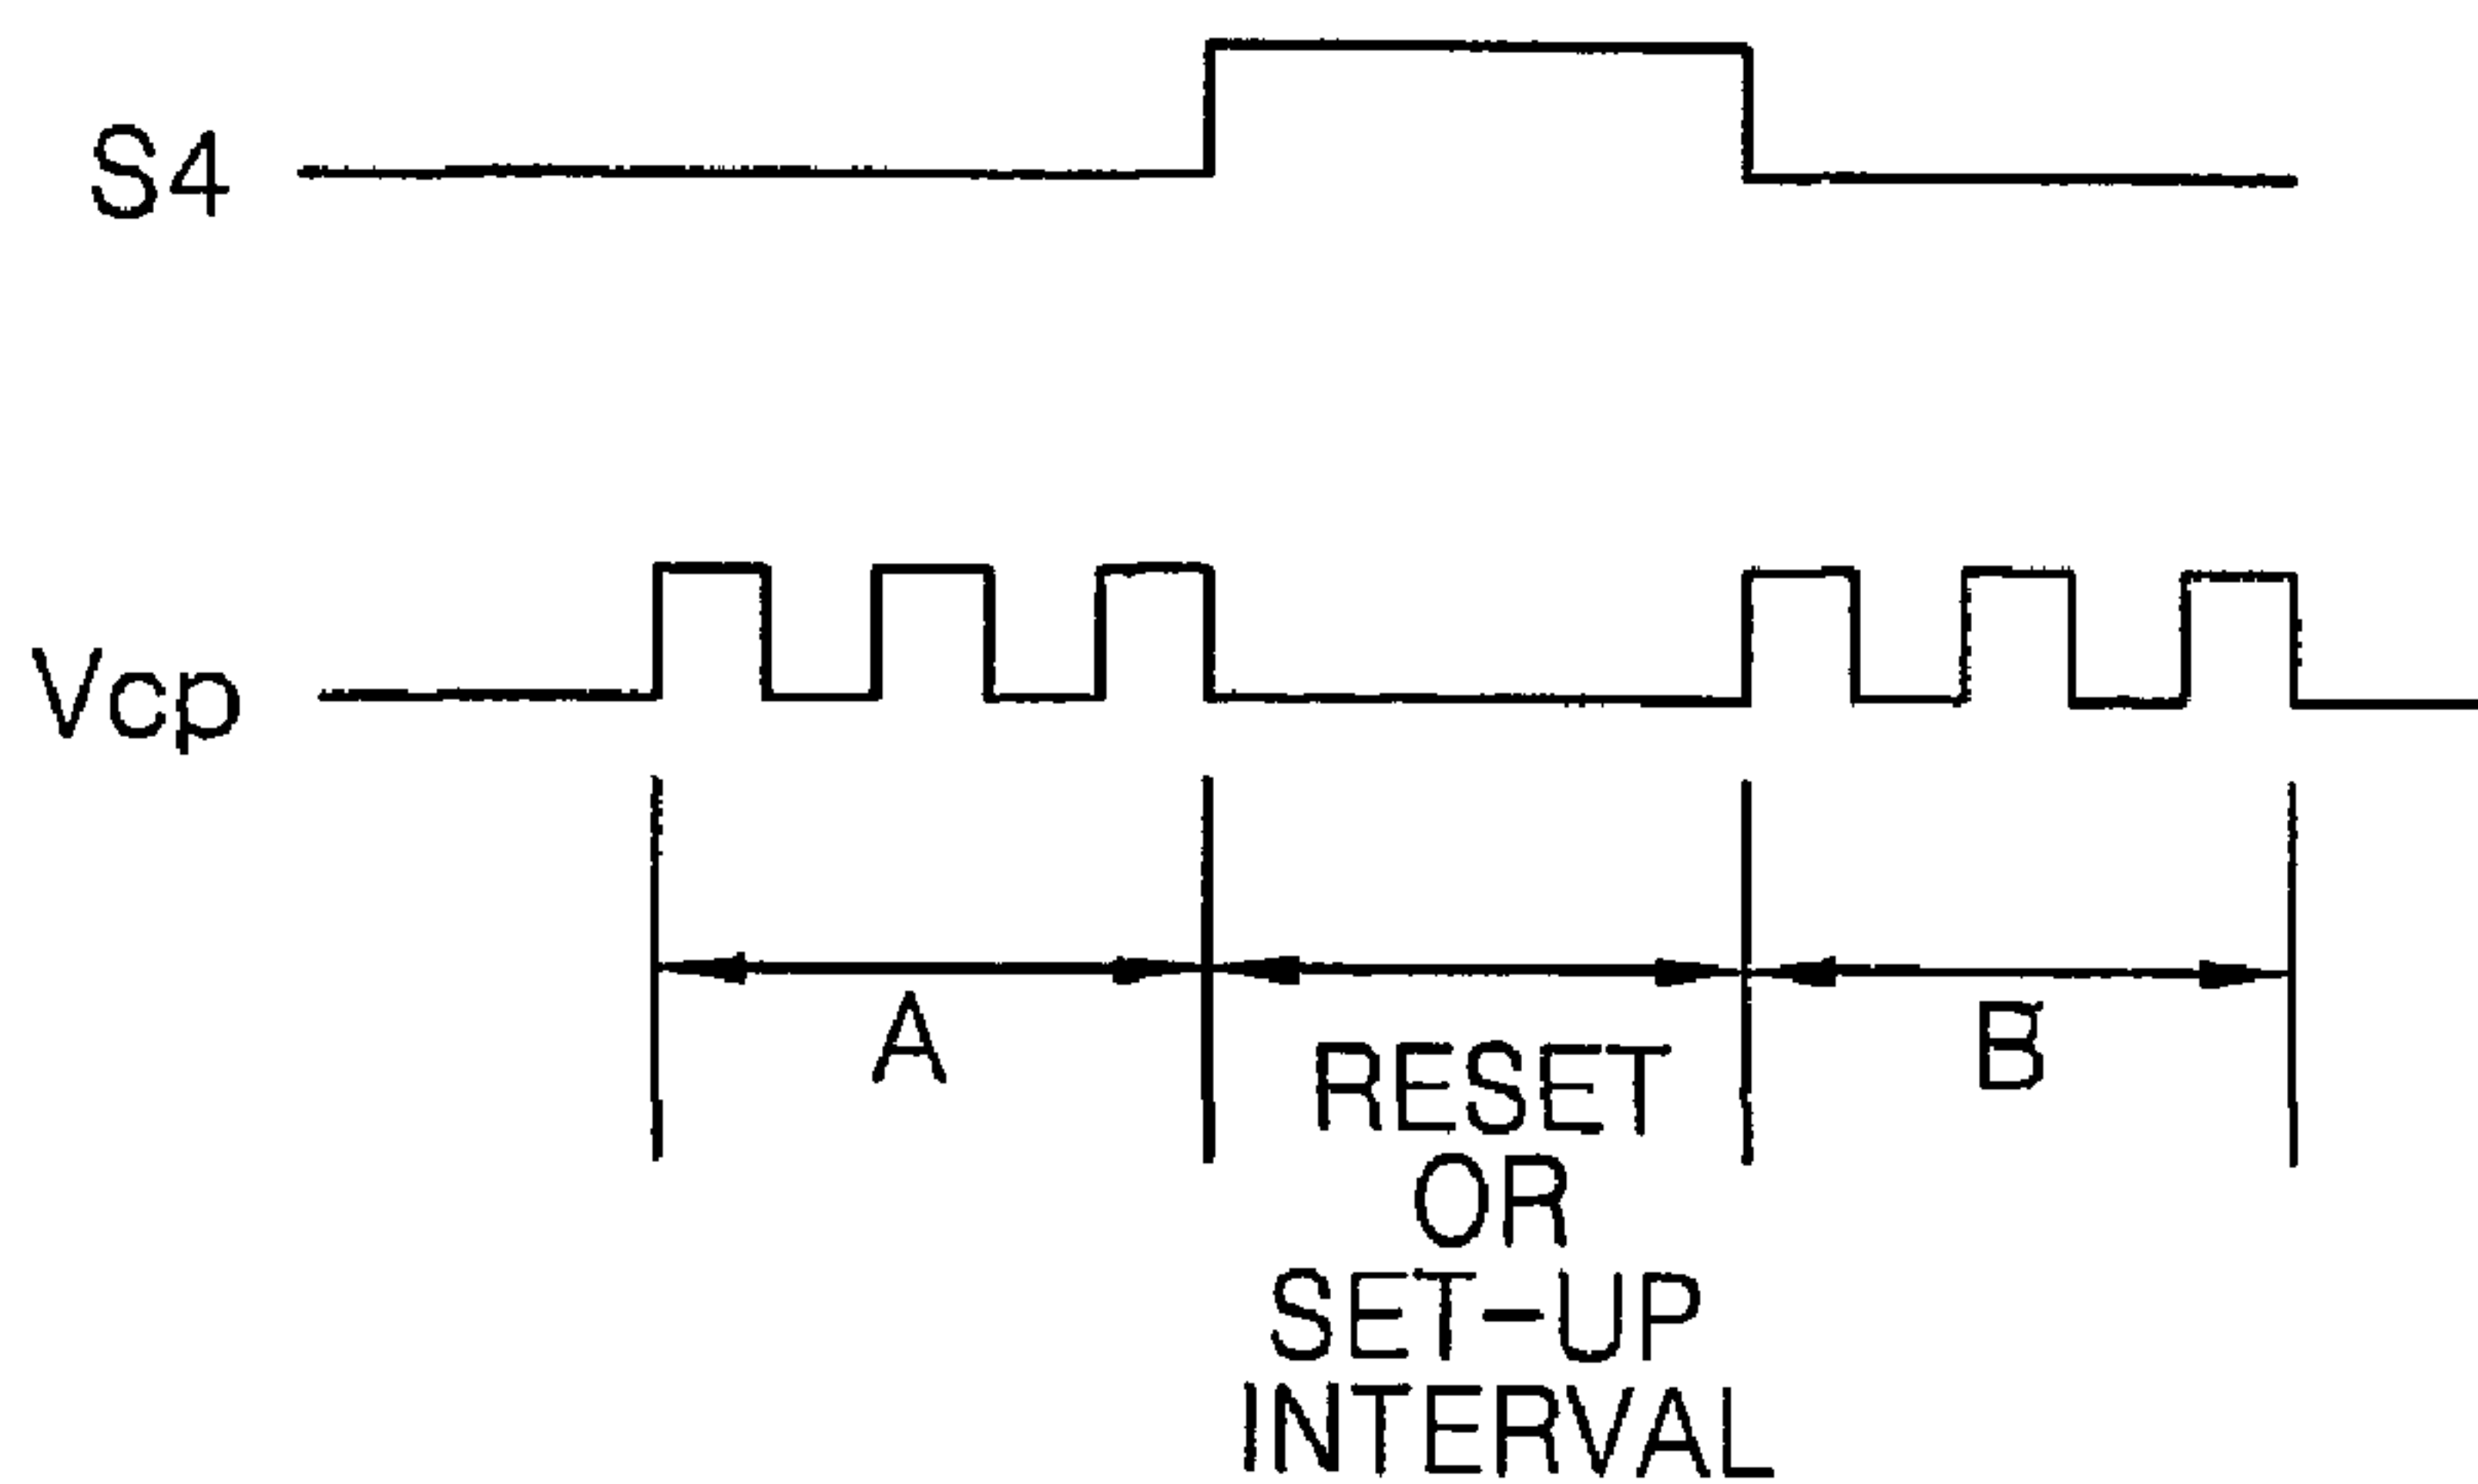 S4
Vcp
A
B
RESET
OR
SET-UP
INTERVAL